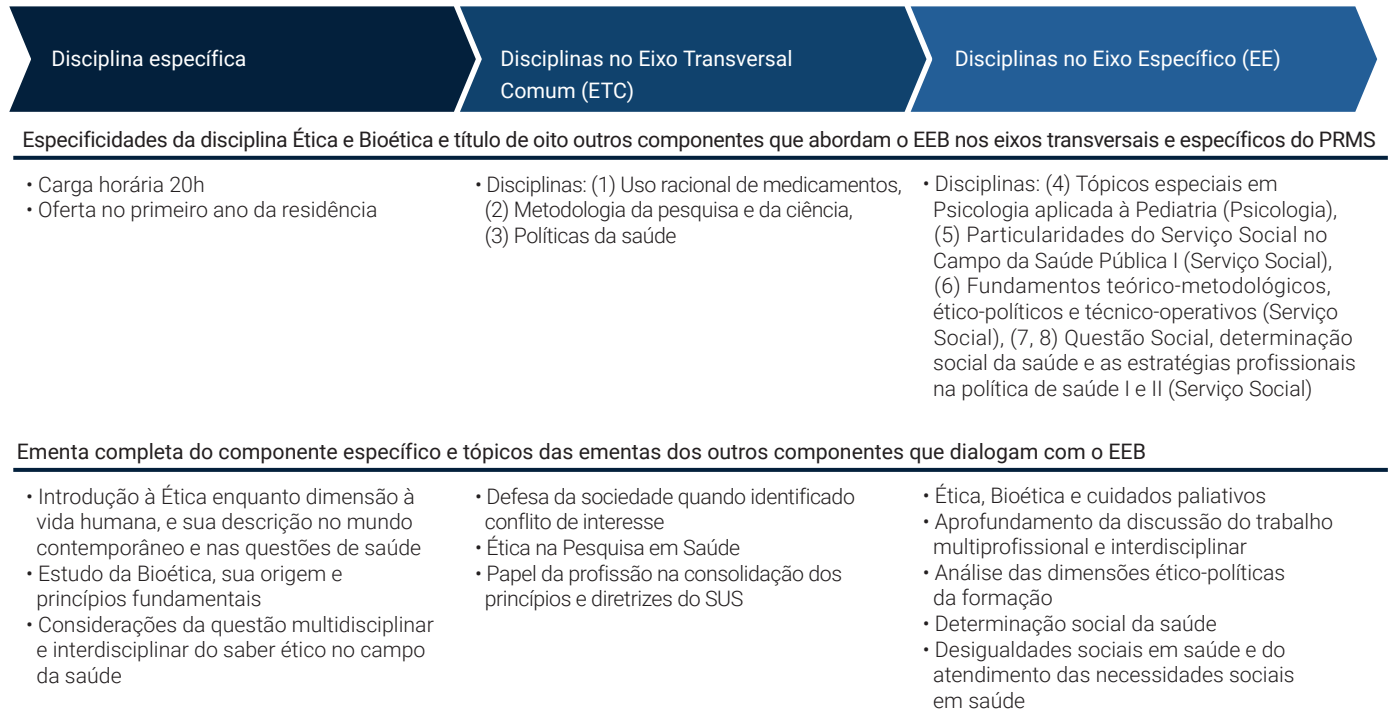 Disciplina específica
Disciplinas no Eixo Transversal
Comum (ETC)
Disciplinas no Eixo Específico (EE)
Especificidades da disciplina Ética e Bioética e título de oito outros componentes que abordam o EEB nos eixos transversais e específicos do PRMS
• Carga horária 20h
• Oferta no primeiro ano da residência
• Disciplinas: (1) Uso racional de medicamentos,
(2) Metodologia da pesquisa e da ciência,
(3) Políticas da saúde
• Disciplinas: (4) Tópicos especiais em
Psicologia aplicada à Pediatria (Psicologia),
(5) Particularidades do Serviço Social no
Campo da Saúde Pública I (Serviço Social),
(6) Fundamentos teórico-metodológicos,
ético-políticos e técnico-operativos (Serviço
Social), (7, 8) Questão Social, determinação
social da saúde e as estratégias profissionais
na política de saúde I e II (Serviço Social)
Ementa completa do componente específico e tópicos das ementas dos outros componentes que dialogam com o EEB
• Introdução à Ética enquanto dimensão à
vida humana, e sua descrição no mundo
contemporâneo e nas questões de saúde
• Estudo da Bioética, sua origem e
princípios fundamentais
• Considerações da questão multidisciplinar
e interdisciplinar do saber ético no campo
da saúde
• Defesa da sociedade quando identificado
conflito de interesse
• Ética na Pesquisa em Saúde
• Papel da profissão na consolidação dos
princípios e diretrizes do SUS
• Ética, Bioética e cuidados paliativos
• Aprofundamento da discussão do trabalho
multiprofissional e interdisciplinar
• Análise das dimensões ético-políticas
da formação
• Determinação social da saúde
• Desigualdades sociais em saúde e do
atendimento das necessidades sociais
em saúde